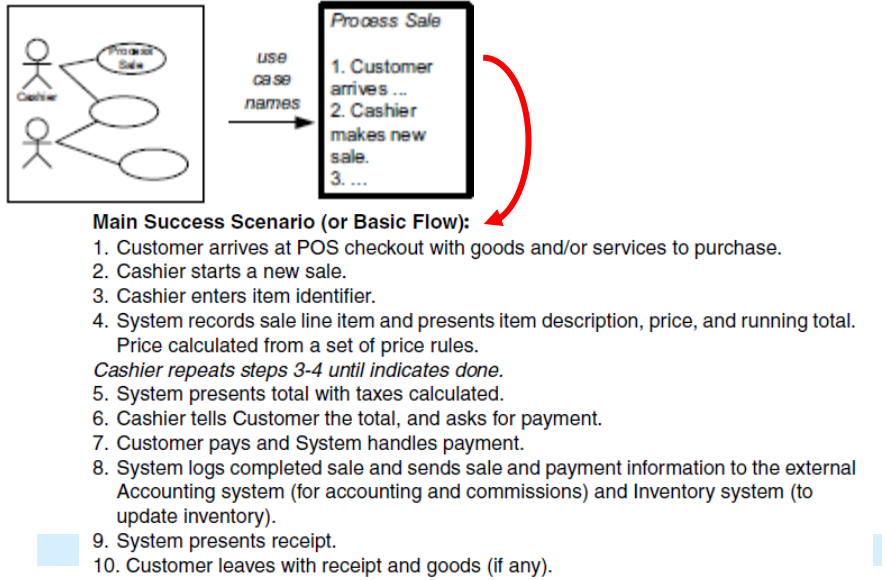 Process Sale
Cashier
use
case
names
Process Sale
1. Customer
arrives ...
2. Cashier
makes new
sale.
3. ...
Main Success Scenario (or Basic Flow):
1. Customer arrives at POS checkout with goods and/or services to purchase.
2. Cashier starts a new sale.
3. Cashier enters item identifier.
4. System records sale line item and presents item description, price, and running total.
Price calculated from a set of price rules.
Cashier repeats steps 3-4 until indicates done.
5. System presents total with taxes calculated.
6. Cashier tells Customer the total, and asks for payment.
7. Customer pays and System handles payment.
8. System logs completed sale and sends sale and payment information to the external
Accounting system (for accounting and commissions) and Inventory system (to
update inventory).
9. System presents receipt.
10. Customer leaves with receipt and goods (if any).